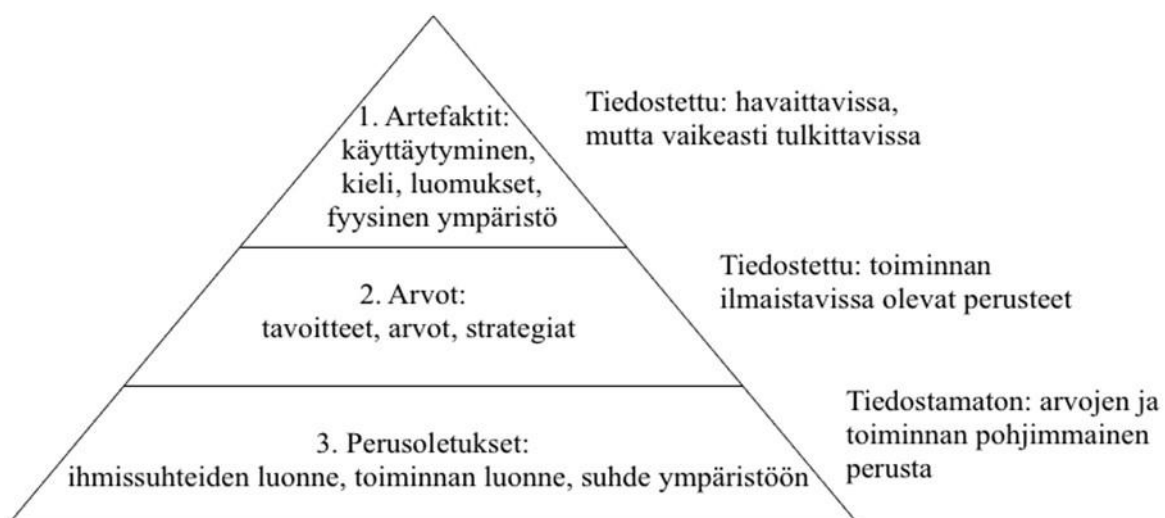 1. Artefaktit:
käyttäytyminen,
kieli, luomukset,
fyysinen ympäristö
Tiedostettu: havaittavissa,
mutta vaikeasti tulkittavissa
2. Arvot:
tavoitteet, arvot, strategiat
Tiedostettu: toiminnan
ilmaistavissa olevat perusteet
3. Perusoletukset:
ihmissuhteiden luonne, toiminnan luonne, suhde ympäristöön
Tiedostamaton: arvojen ja
toiminnan pohjimmainen
perusta